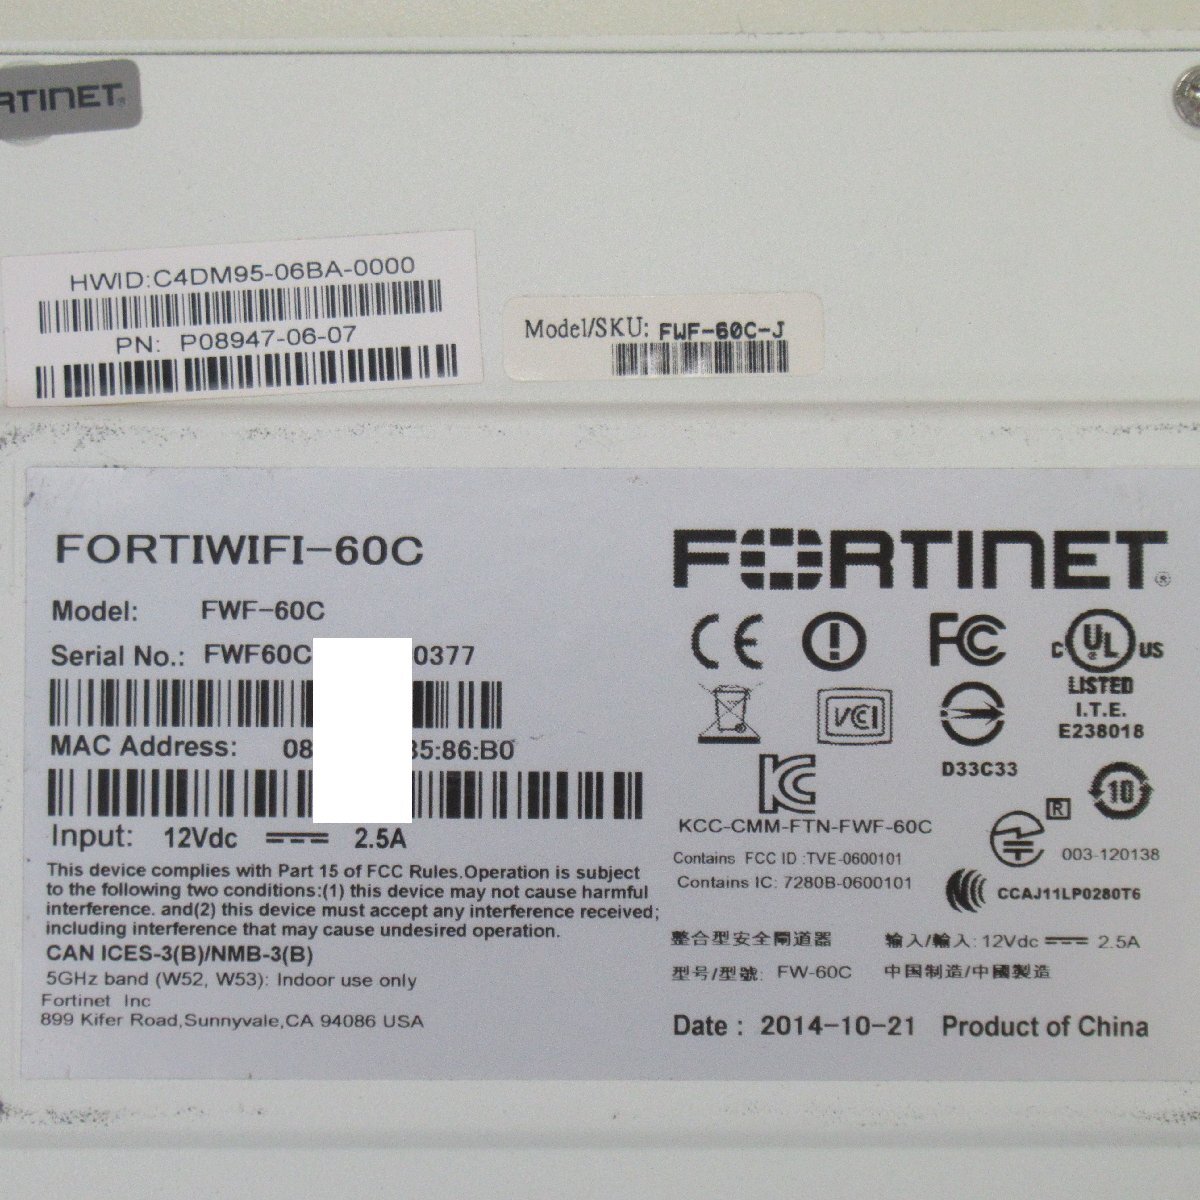 RTINET
HWID:C4DM95-06BA-0000
PN: P08947-06-07
Model/SKU: FWF-60C-J
FORTIWIFI-60C
Model: FWF-60C
Serial No.: FWF60C 0377
MAC Address: 08 35:86:B0
Input: 12Vdc 2.5A
This device complies with Part 15 of FCC Rules.Operation is subject
to the following two conditions:(1) this device may not cause harmful
interference. and(2) this device must accept any interference received;
including interference that may cause undesired operation.
CAN ICES-3(B)/NMB-3(B)
5GHz band (W52, W53): Indoor use only
Fortinet Inc
899 Kifer Road,Sunnyvale,CA 94086 USA
FORTINET®
CE FC C UL US
LISTED
I.T.E.
E238018
VCI
D33C33
KC
10
R
KCC-CMM-FTN-FWF-60C
003-120138
Contains FCC ID :TVE-0600101
Contains IC: 7280B-0600101
CCAJ11LP0280T6
整合型安全閘道器 输入/輸入: 12Vdc 2.5A
型号/型號: FW-60C 中国制造/中國製造
Date : 2014-10-21 Product of China